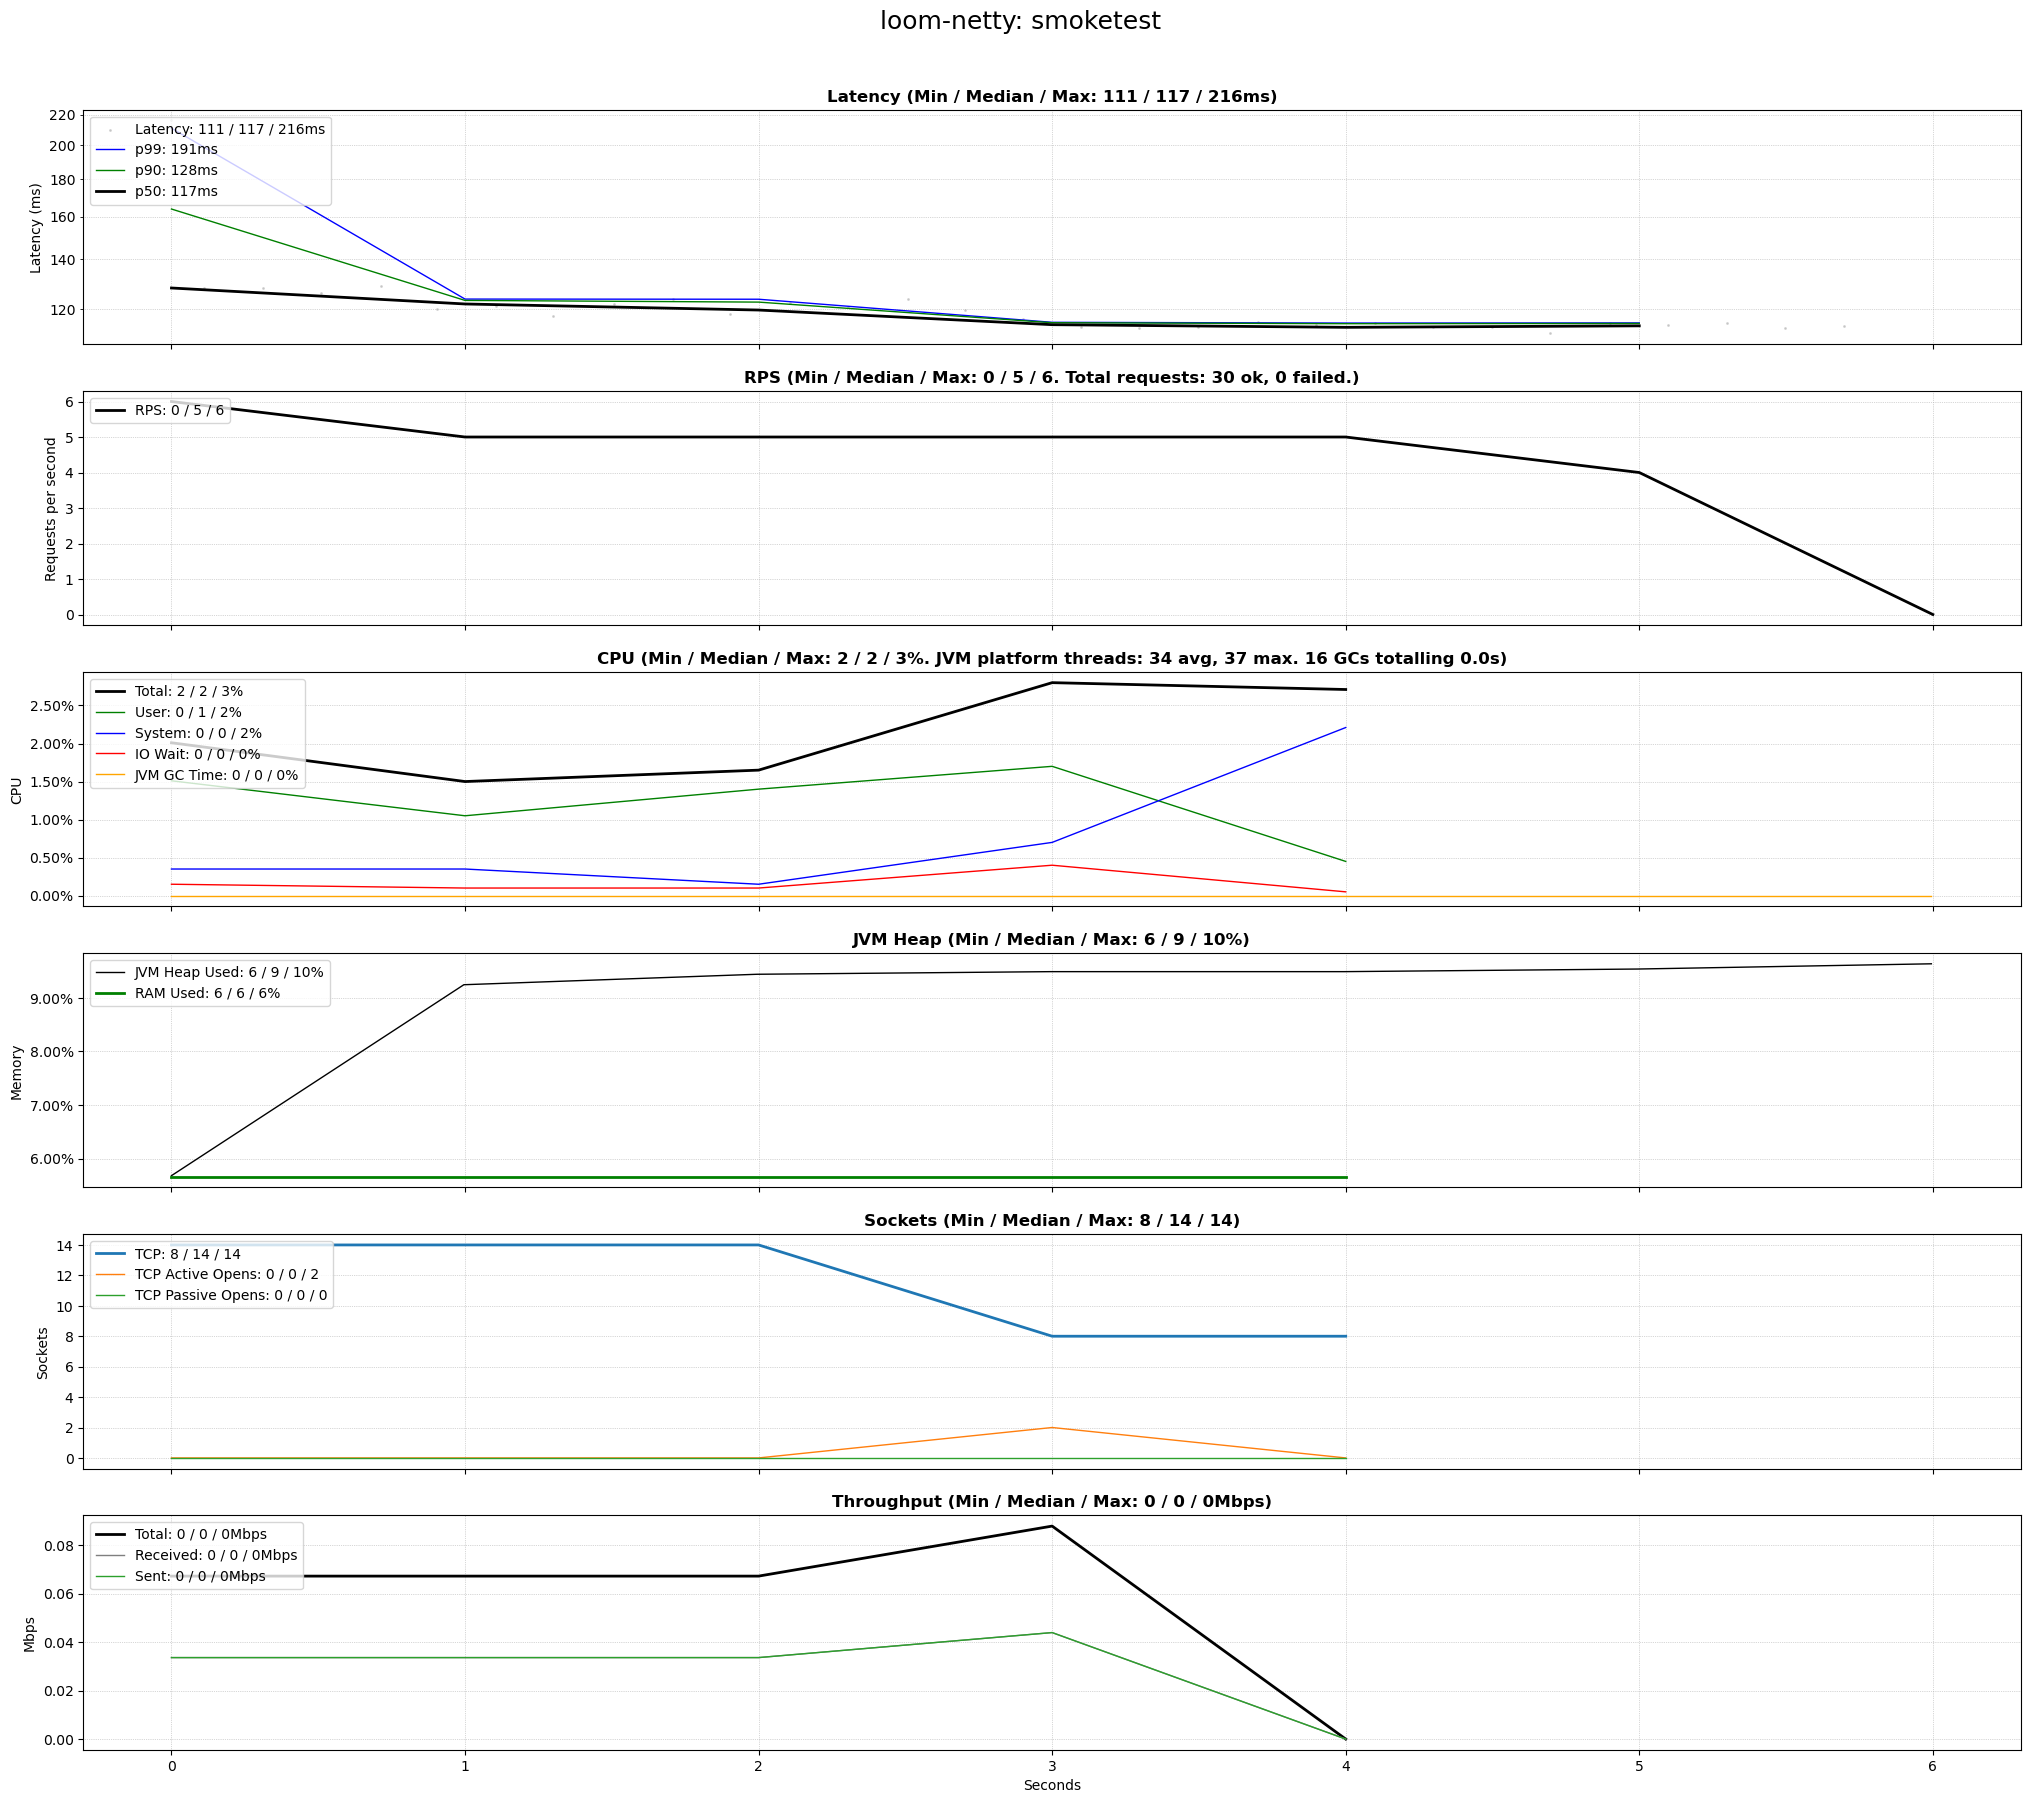 loom-netty: smoketest
Latency (Min / Median / Max: 111 / 117 / 216ms)
Latency: 111 / 117 / 216ms
p99: 191ms
p90: 128ms
p50: 117ms
220
200
180
160
140
120
Latency (ms)
RPS (Min / Median / Max: 0 / 5 / 6. Total requests: 30 ok, 0 failed.)
RPS: 0 / 5 / 6
6
5
4
3
2
1
0
Requests per second
CPU (Min / Median / Max: 2 / 2 / 3%. JVM platform threads: 34 avg, 37 max. 16 GCs totalling 0.0s)
Total: 2 / 2 / 3%
User: 0 / 1 / 2%
System: 0 / 0 / 2%
IO Wait: 0 / 0 / 0%
JVM GC Time: 0 / 0 / 0%
2.50%
2.00%
1.50%
1.00%
0.50%
0.00%
CPU
JVM Heap (Min / Median / Max: 6 / 9 / 10%)
JVM Heap Used: 6 / 9 / 10%
RAM Used: 6 / 6 / 6%
9.00%
8.00%
7.00%
6.00%
Memory
Sockets (Min / Median / Max: 8 / 14 / 14)
TCP: 8 / 14 / 14
TCP Active Opens: 0 / 0 / 2
TCP Passive Opens: 0 / 0 / 0
14
12
10
8
6
4
2
0
Sockets
Throughput (Min / Median / Max: 0 / 0 / 0Mbps)
Total: 0 / 0 / 0Mbps
Received: 0 / 0 / 0Mbps
Sent: 0 / 0 / 0Mbps
0.08
0.06
0.04
0.02
0.00
Mbps
0 1 2 3 4 5 6
Seconds